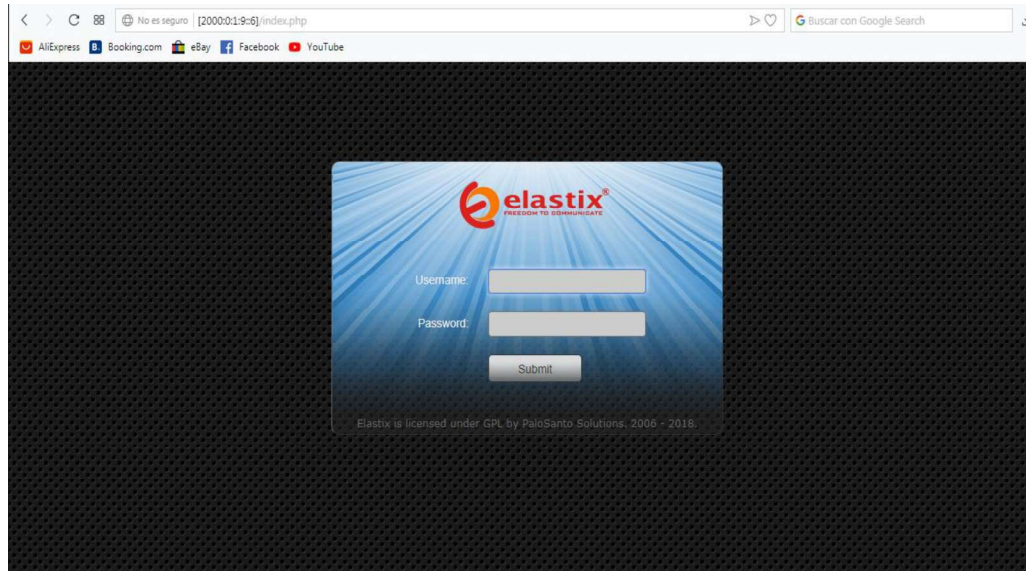 No es seguro [2000:0:1:9::6]/index.php Buscar con Google Search
AliExpress B. Booking.com eBay Facebook YouTube
elastix®
FREEDOM TO COMMUNICATE
Username:
Password:
Submit
Elastix is licensed under GPL by PaloSanto Solutions. 2006 - 2018.